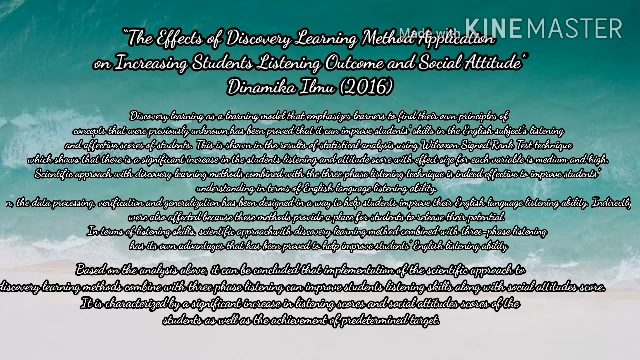 Made with KINEMASTER
"The Effects of Discovery Learning Method Application
on Increasing Students Listening Outcome and Social Attitude"
Dinamika Ilmu (2016)
Discovery learning as a learning model that emphasizes learners to find their own principles of
concepts that were previously unknown has been proved that it can improve students' skills in the English subject's listening
and affective scores of students. This is shown in the results of statistical analysis using Wilcoxon Signed Rank Test technique
which shows that there is a significant increase in the students listening and attitude score with effect size for each variable is medium and high.
Scientific approach with discovery learning methods combined with the three phase listening technique is indeed effective to improve students'
understanding in terms of English language listening ability.
n, the data processing, verification and generalization has been designed in a way to help students improve their English language listening ability. Indirectly,
were also affected because these methods provide a place for students to release their potential.
In terms of listening skills, scientific approach with discovery learning method combined with three-phase listening
has its own advantages that has been proved to help improve students' English listening ability.
Based on the analysis above, it can be concluded that implementation of the scientific approach to
discovery learning methods combine with three phase listening can improve students listening skills along with social attitudes score.
It is characterized by a significant increase in listening scores and social attitudes scores of the
students as well as the achievement of predetermined target.